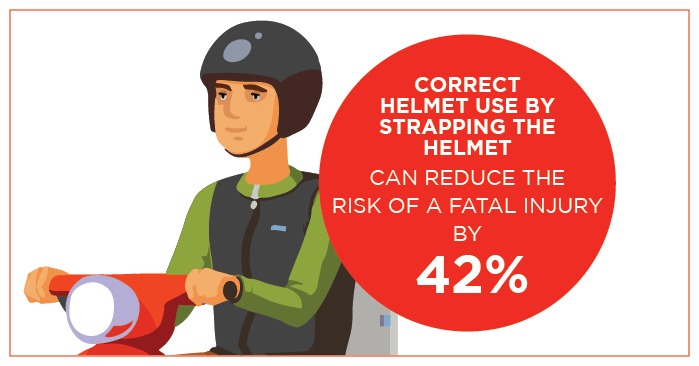 CORRECT
HELMET USE BY
STRAPPING THE
HELMET
CAN REDUCE THE
RISK OF A FATAL INJURY
BY
42%